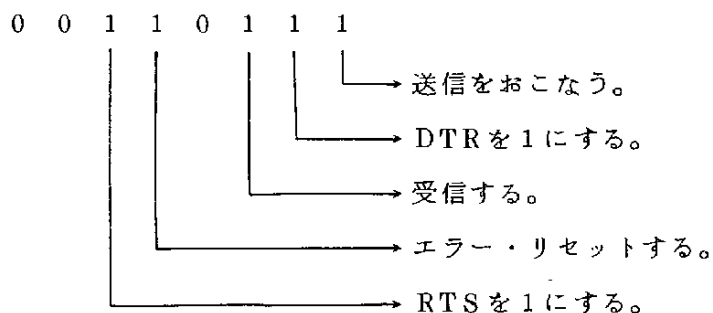 0 0 1 1 0 1 1 1
送信をおこなう。
DTRを1にする。
受信する。
エラー・リセットする。
RTSを1にする。